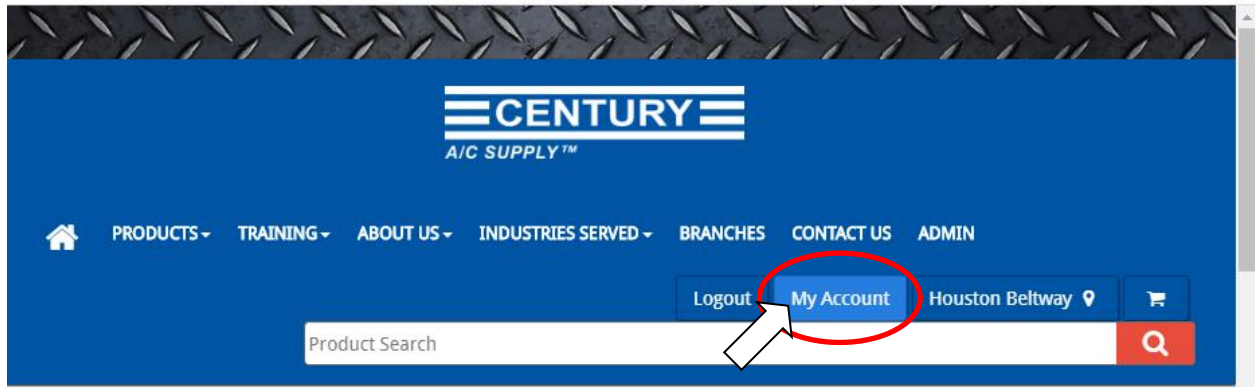 CENTURY
A/C SUPPLY™
PRODUCTS TRAINING ABOUT US INDUSTRIES SERVED BRANCHES CONTACT US ADMIN
Logout My Account Houston Beltway
Product Search